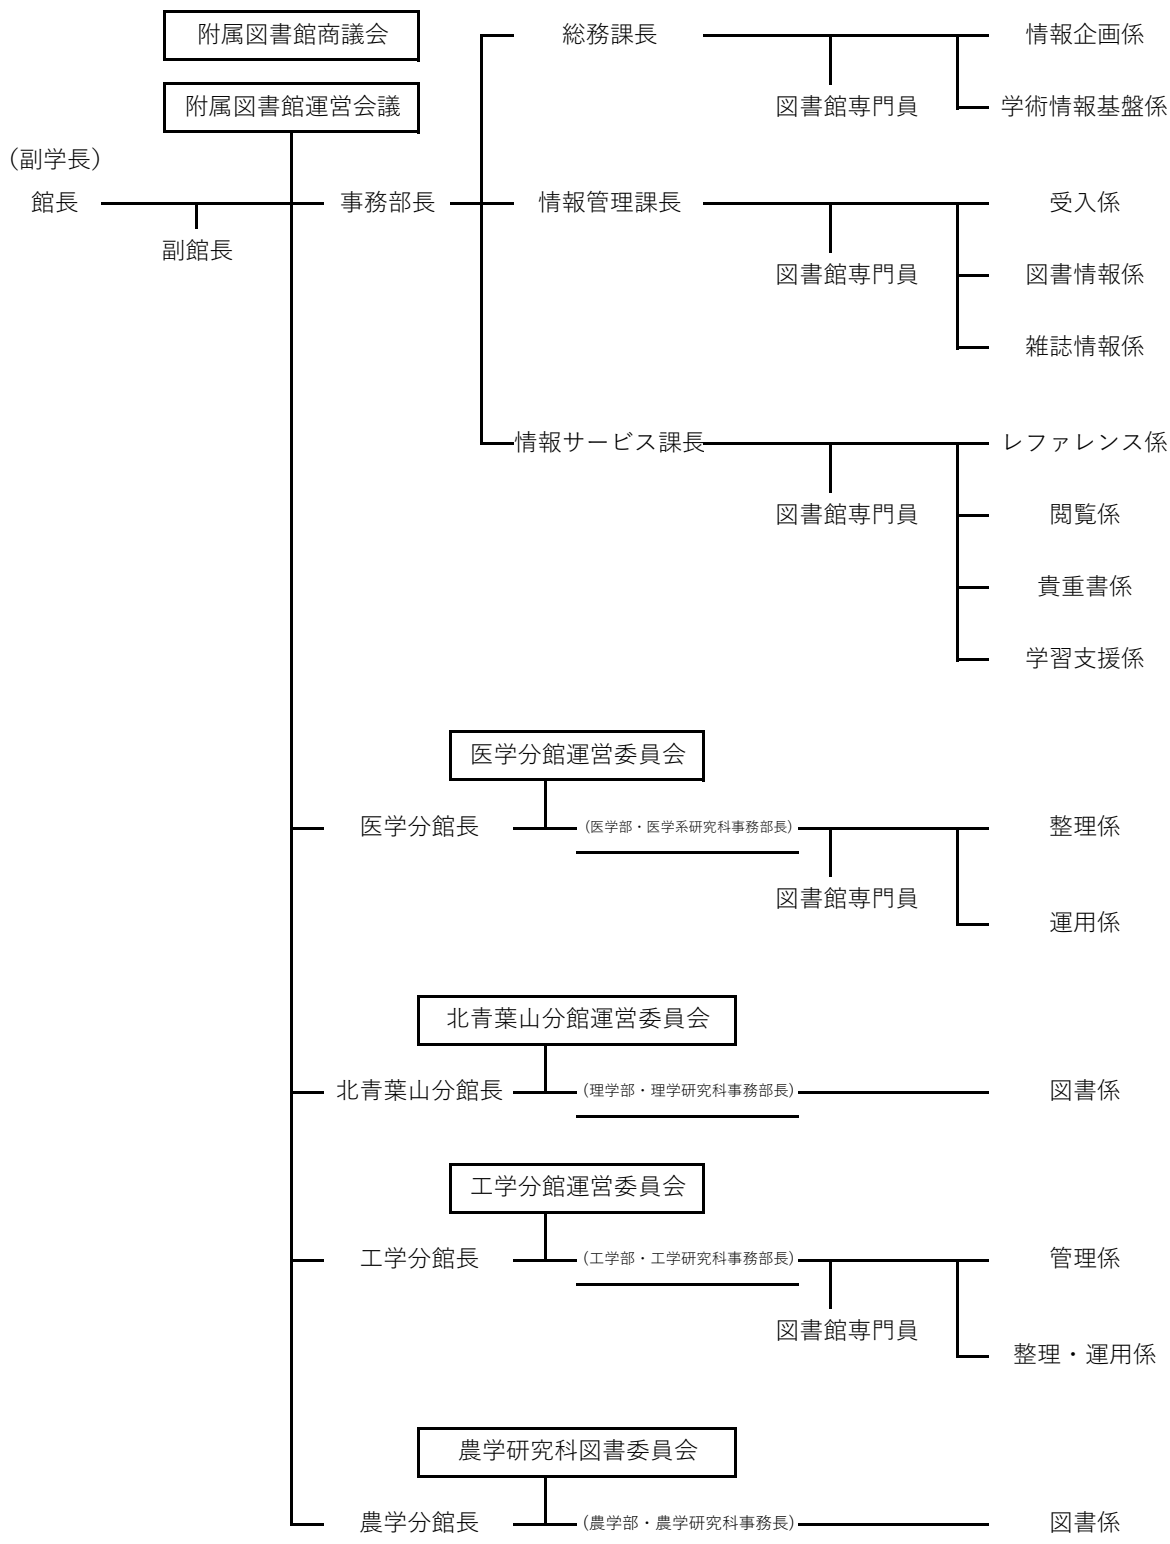 附属図書館商議会
総務課長
情報企画係
附属図書館運営会議
図書館専門員
学術情報基盤係
(副学長)
館長
事務部長
情報管理課長
受入係
副館長
図書館専門員
図書情報係
雑誌情報係
情報サービス課長
レファレンス係
図書館専門員
閲覧係
貴重書係
学習支援係
医学分館運営委員会
医学分館長
(医学部・医学系研究科事務部長)
整理係
図書館専門員
運用係
北青葉山分館運営委員会
北青葉山分館長
(理学部・理学研究科事務部長)
図書係
工学分館運営委員会
工学分館長
(工学部・工学研究科事務部長)
管理係
図書館専門員
整理・運用係
農学研究科図書委員会
農学分館長
(農学部・農学研究科事務長)
図書係